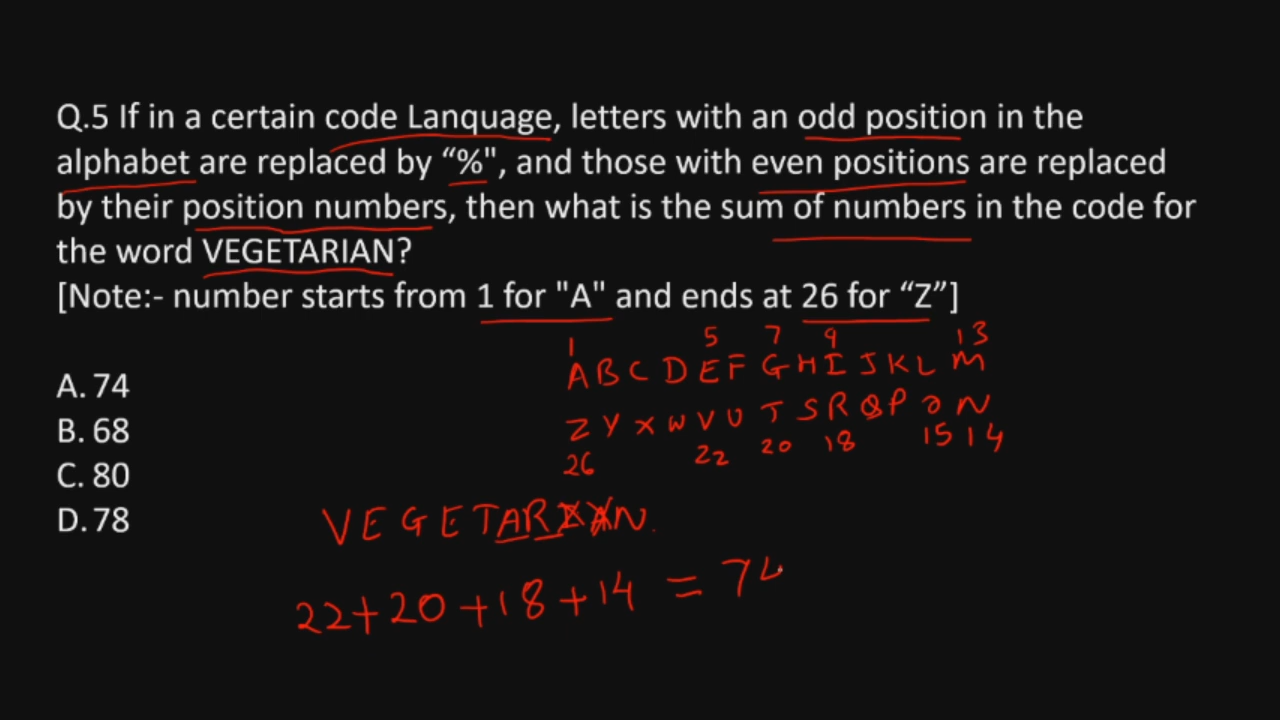 Q.5 If in a certain code Lanquage, letters with an odd position in the
alphabet are replaced by “%", and those with even positions are replaced
by their position numbers, then what is the sum of numbers in the code for
the word VEGETARIAN?
[Note:- number starts from 1 for "A" and ends at 26 for “Z”]
1 5 7 9 13
A B C D E F G H I J K L M
A. 74
Z Y X W V U T S R Q P O N
B. 68
26 22 20 18 15 14
C. 80
D. 78
VEGETARIAN
22+20+18+14 = 74